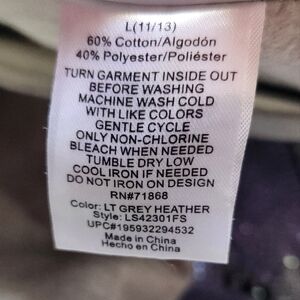 L(11/13)
60% Cotton/Algodón
40% Polyester/Poliéster
TURN GARMENT INSIDE OUT
BEFORE WASHING
MACHINE WASH COLD
WITH LIKE COLORS
GENTLE CYCLE
ONLY NON-CHLORINE
BLEACH WHEN NEEDED
TUMBLE DRY LOW
COOL IRON IF NEEDED
DO NOT IRON ON DESIGN
RN#71868
Color: LT GREY HEATHER
Style: LS42301FS
UPC#195932294532
Made in China
Hecho en China